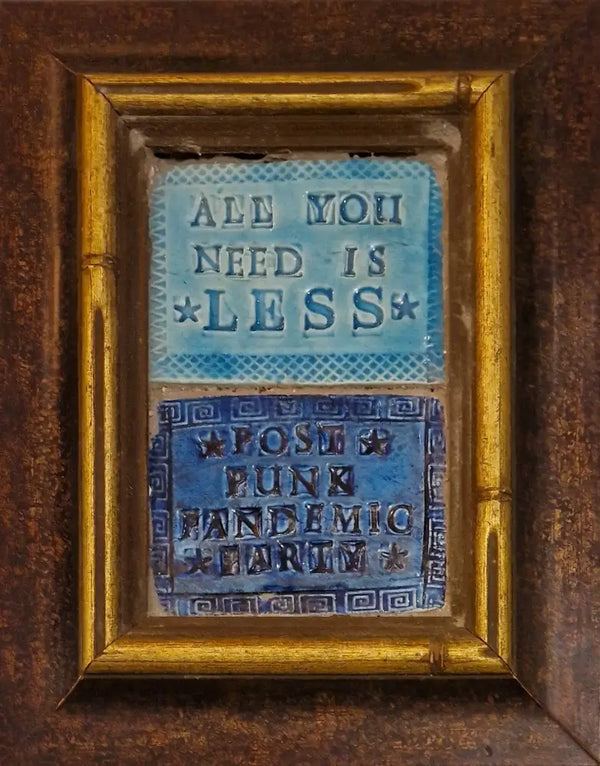 ALL YOU
NEED IS
★LESS★
★POST★
PUNK
PANDEMIC
★PARTY★